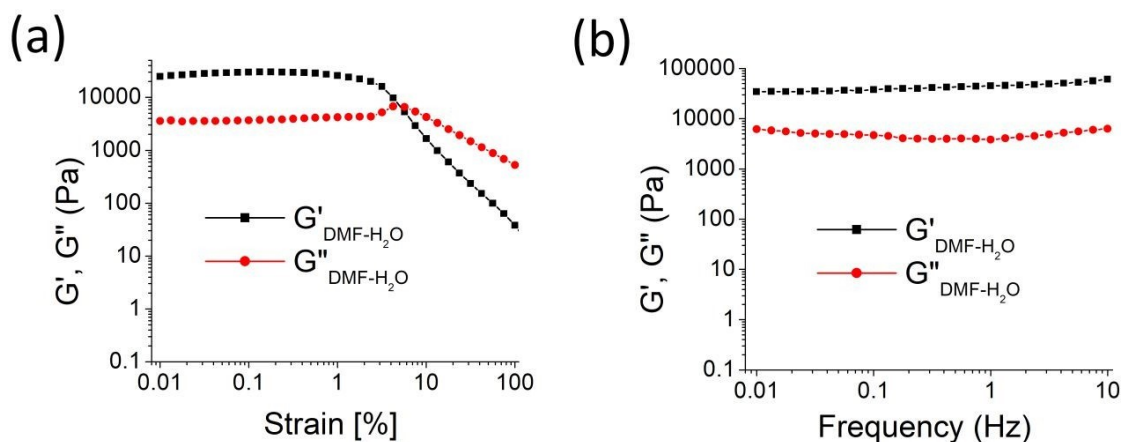 (a)
G', G" (Pa)
10000
1000
100
10
1
0.1
G'DMF-H₂O
G"DMF-H₂O
0.01 0.1 1 10 100
Strain [%]
(b)
G', G" (Pa)
100000
10000
1000
100
10
1
0.1
G'DMF-H₂O
G"DMF-H₂O
0.01 0.1 1 10
Frequency (Hz)